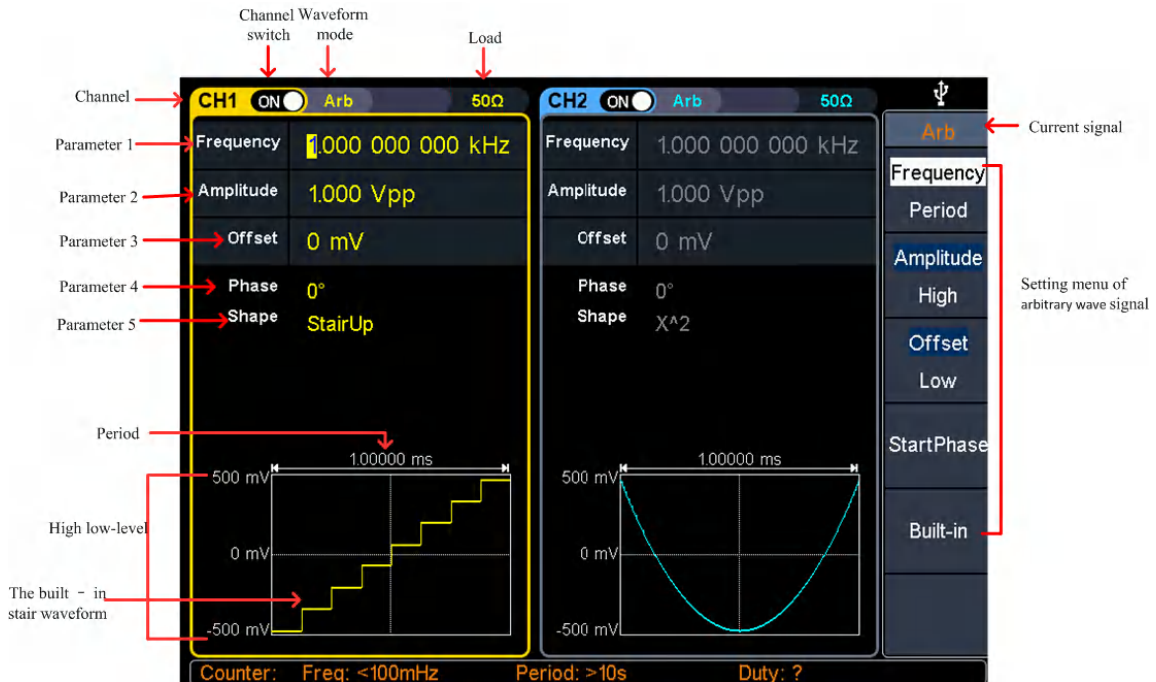 Channel Waveform
switch mode
Load
Channel
CH1 ON Arb 50Ω
CH2 ON Arb 50Ω
Arb
Current signal
Parameter 1
Frequency 1.000 000 000 kHz
Frequency 1.000 000 000 kHz
Frequency
Period
Parameter 2
Amplitude 1.000 Vpp
Amplitude 1.000 Vpp
Parameter 3
Offset 0 mV
Offset 0 mV
Amplitude
High
Parameter 4
Phase 0°
Phase 0°
Setting menu of
arbitrary wave signal
Parameter 5
Shape StairUp
Shape X^2
Offset
Low
Period
StartPhase
1.00000 ms
1.00000 ms
500 mV
500 mV
High low-level
Built-in
0 mV
0 mV
The built - in
stair waveform
-500 mV
-500 mV
Counter: Freq: <100mHz Period: >10s Duty: ?